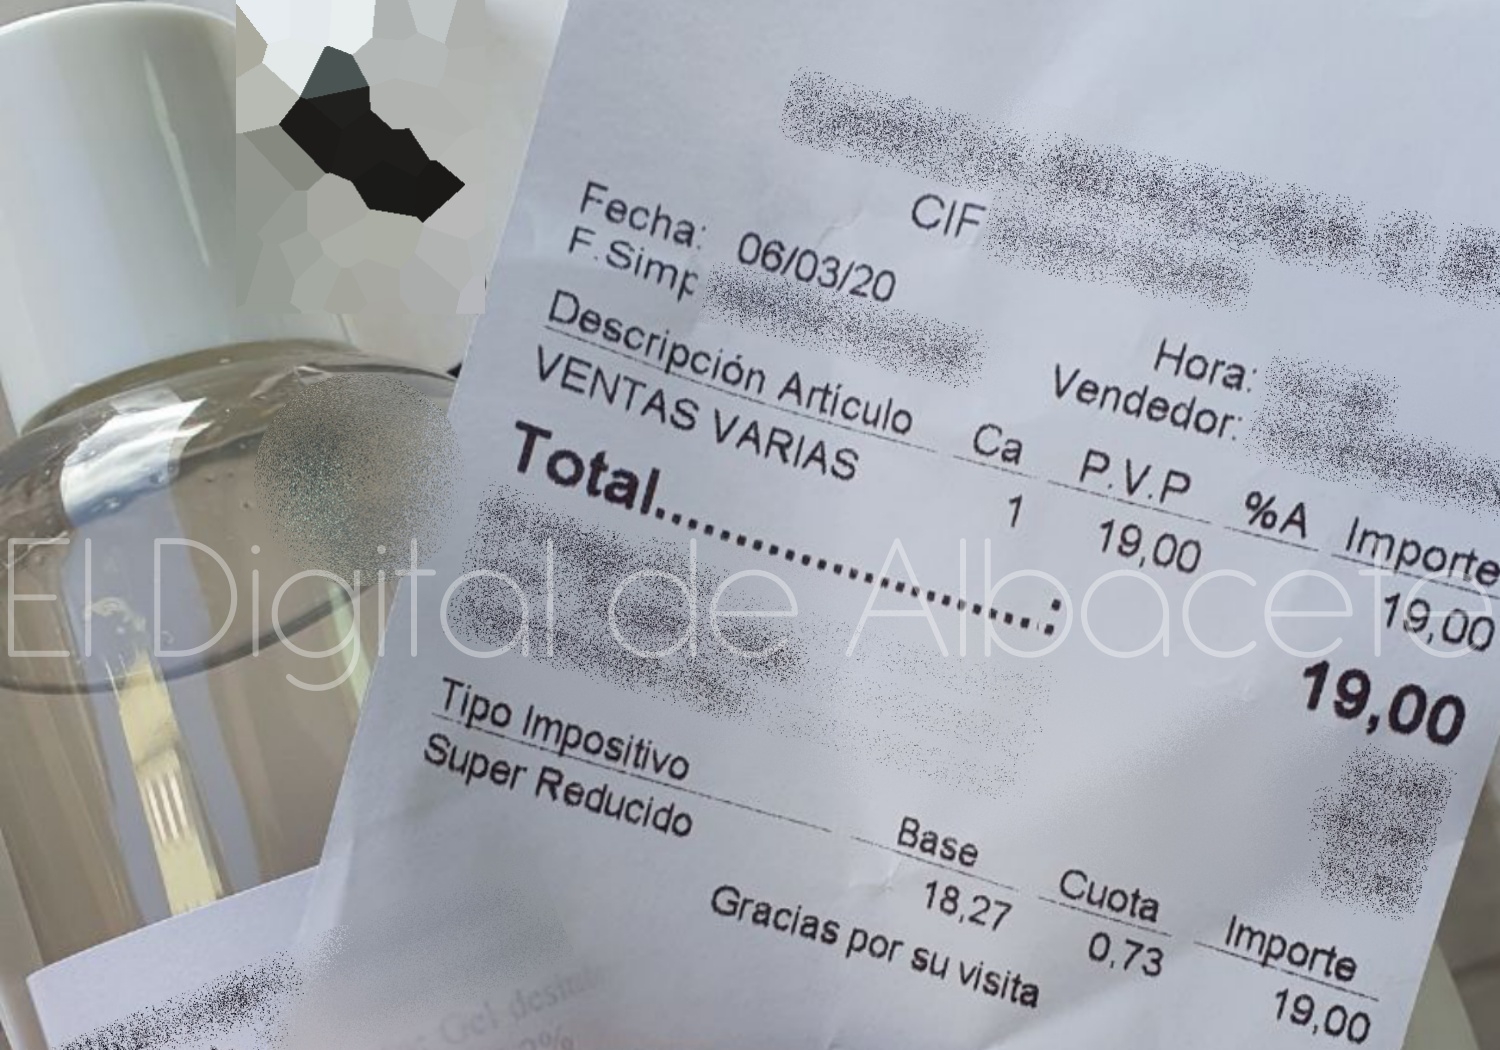 CIF
Fecha: 06/03/20
F.Simp
Hora:
Vendedor:
Descripción Artículo Ca P.V.P %A Importe
VENTAS VARIAS 1 19,00 19,00
Total..............................: 19,00
Tipo Impositivo Base Cuota Importe
Super Reducido 18,27 0,73 19,00
Gracias por su visita
El Digital de Albacete
Gel